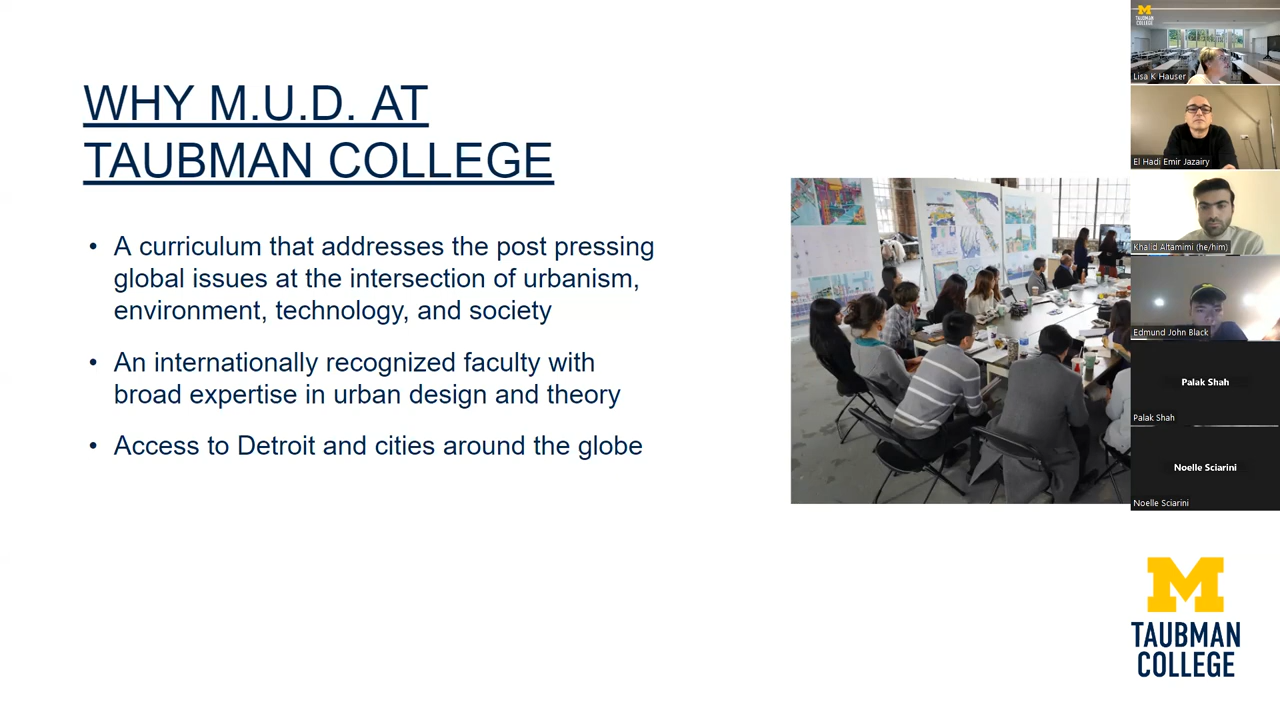 WHY M.U.D. AT
TAUBMAN COLLEGE
• A curriculum that addresses the post pressing
global issues at the intersection of urbanism,
environment, technology, and society
• An internationally recognized faculty with
broad expertise in urban design and theory
• Access to Detroit and cities around the globe
M
TAUBMAN
COLLEGE
Lisa K Hauser
El Hadi Emir Jazairy
Khalid Altamimi (he/him)
Edmund John Black
Palak Shah
Palak Shah
Noelle Sciarini
Noelle Sciarini
M
TAUBMAN
COLLEGE